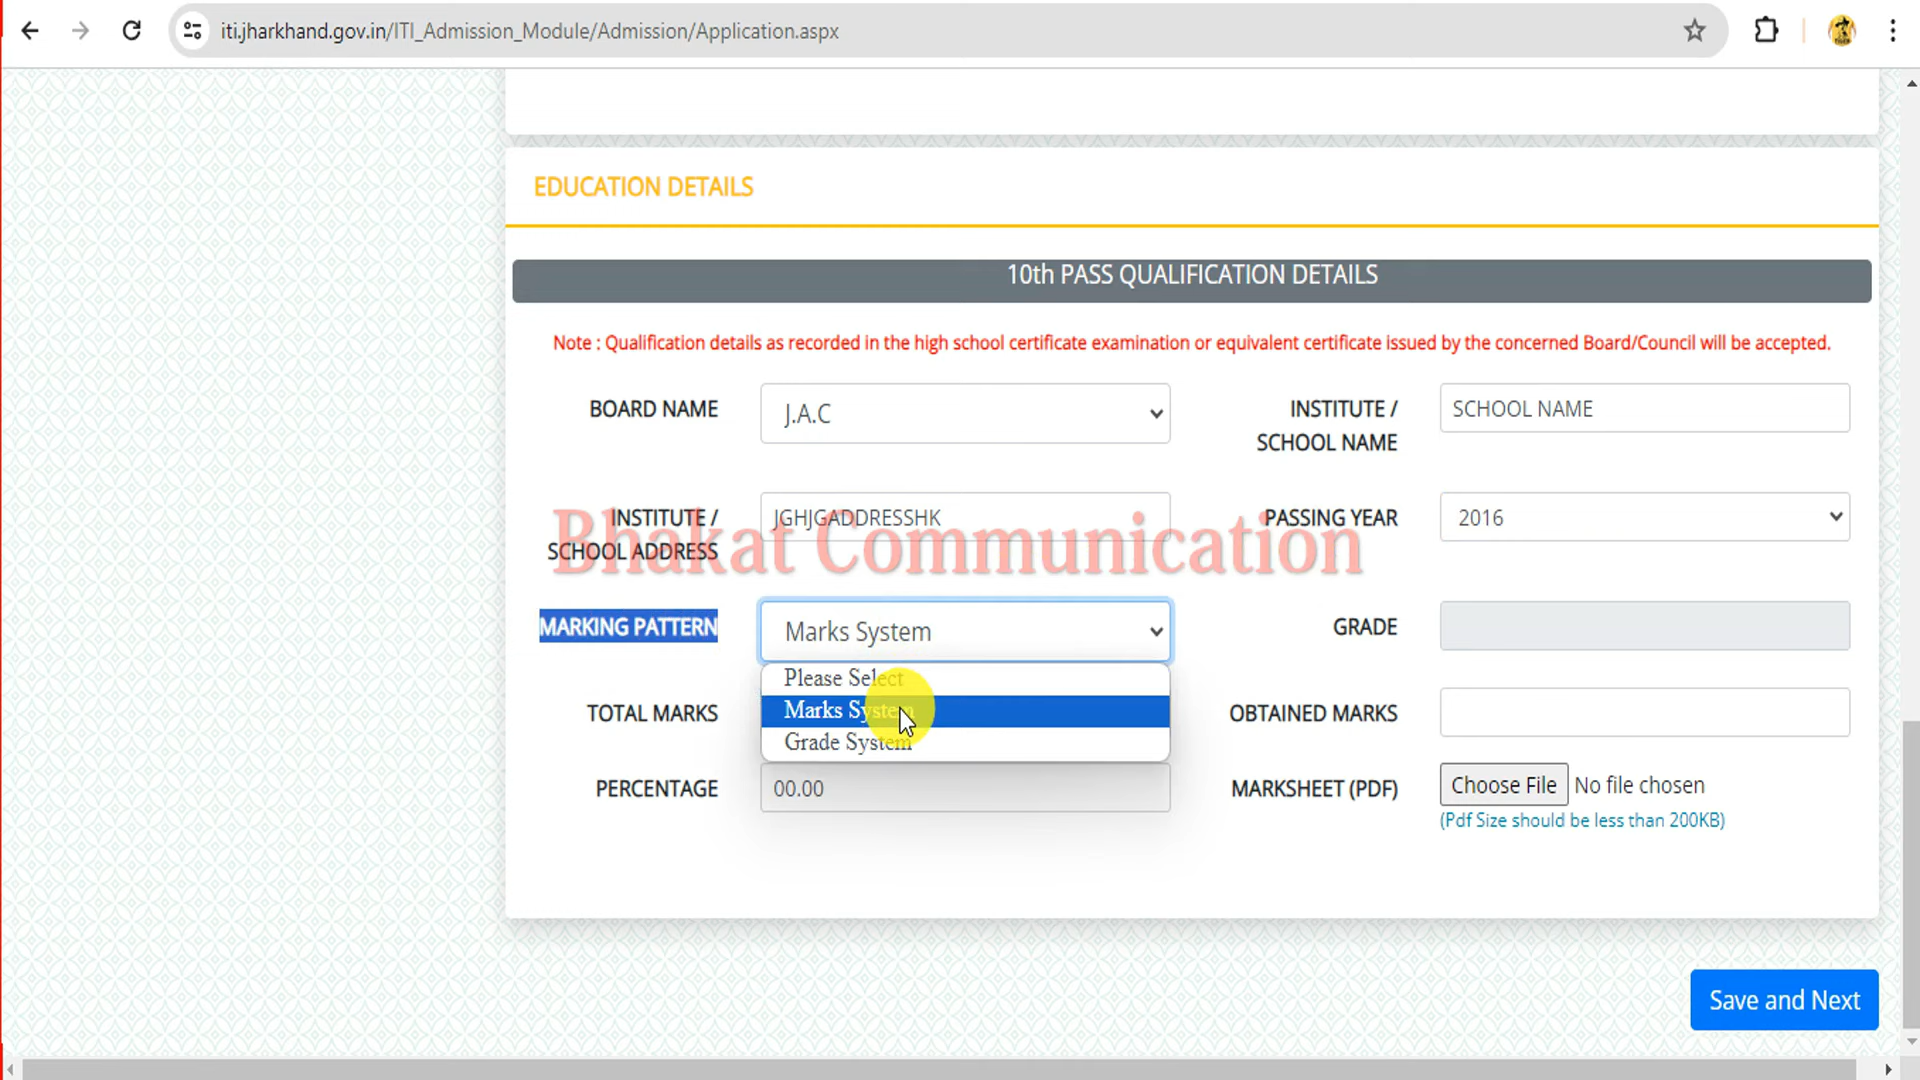 iti.jharkhand.gov.in/ITI_Admission_Module/Admission/Application.aspx
EDUCATION DETAILS
10th PASS QUALIFICATION DETAILS
Note : Qualification details as recorded in the high school certificate examination or equivalent certificate issued by the concerned Board/Council will be accepted.
BOARD NAME
J.A.C
INSTITUTE /
SCHOOL NAME
SCHOOL NAME
INSTITUTE /
SCHOOL ADDRESS
JGHJGADDRESSHK
PASSING YEAR
2016
Bhakat Communication
MARKING PATTERN
Marks System
Please Select
Marks System
Grade System
GRADE
TOTAL MARKS
OBTAINED MARKS
PERCENTAGE
00.00
MARKSHEET (PDF)
Choose File No file chosen
(Pdf Size should be less than 200KB)
Save and Next